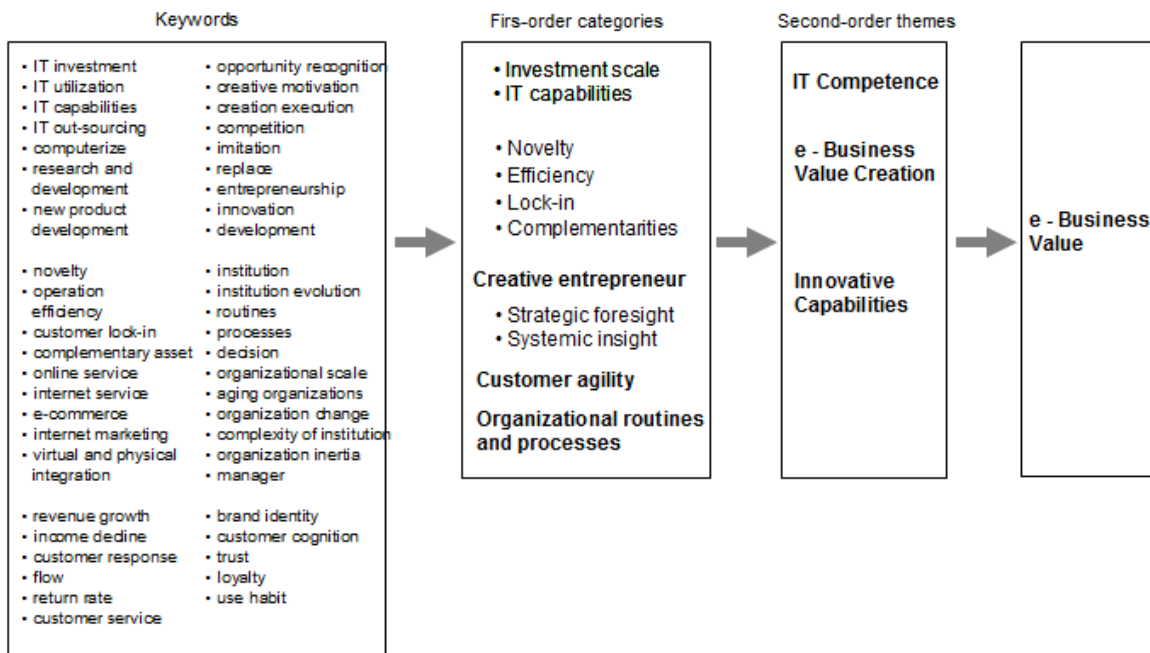 Keywords
• IT investment
• IT utilization
• IT capabilities
• IT out-sourcing
• computerize
• research and
development
• new product
development
• novelty
• operation
efficiency
• customer lock-in
• complementary asset
• online service
• internet service
• e-commerce
• internet marketing
• virtual and physical
integration
• revenue growth
• income decline
• customer response
• flow
• return rate
• customer service
• opportunity recognition
• creative motivation
• creation execution
• competition
• imitation
• replace
• entrepreneurship
• innovation
development
• institution
• institution evolution
• routines
• processes
• decision
• organizational scale
• aging organizations
• organization change
• complexity of institution
• organization inertia
• manager
• brand identity
• customer cognition
• trust
• loyalty
• use habit
Firs-order categories
• Investment scale
• IT capabilities
• Novelty
• Efficiency
• Lock-in
• Complementarities
Creative entrepreneur
• Strategic foresight
• Systemic insight
Customer agility
Organizational routines
and processes
Second-order themes
IT Competence
e - Business
Value Creation
Innovative
Capabilities
e - Business
Value